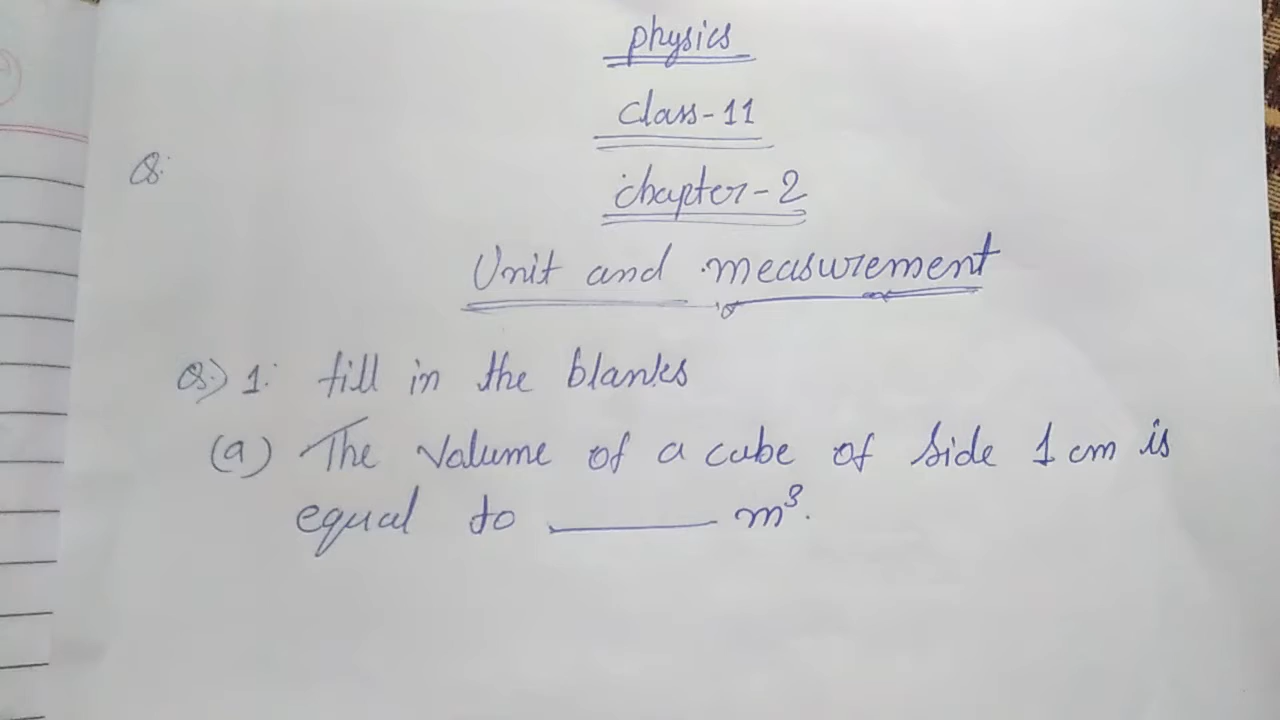 physics
Class-11
Q.
chapter-2
Unit and measurement
Q.) 1. fill in the blanks
(a) The Valume of a cube of side 1 cm is
equal to ______ m³.